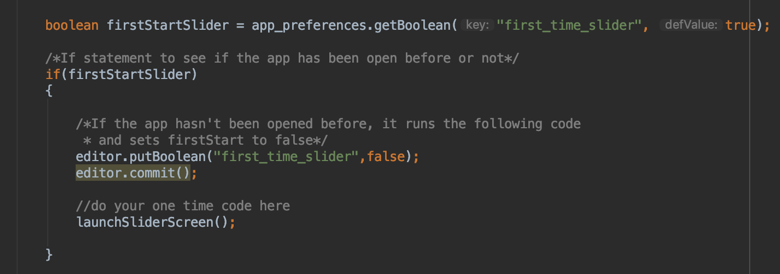 boolean firstStartSlider = app_preferences.getBoolean( key: "first_time_slider", defValue: true);
/*If statement to see if the app has been open before or not*/
if(firstStartSlider)
{
/*If the app hasn't been opened before, it runs the following code
* and sets firstStart to false*/
editor.putBoolean("first_time_slider",false);
editor.commit();
//do your one time code here
launchSliderScreen();
}